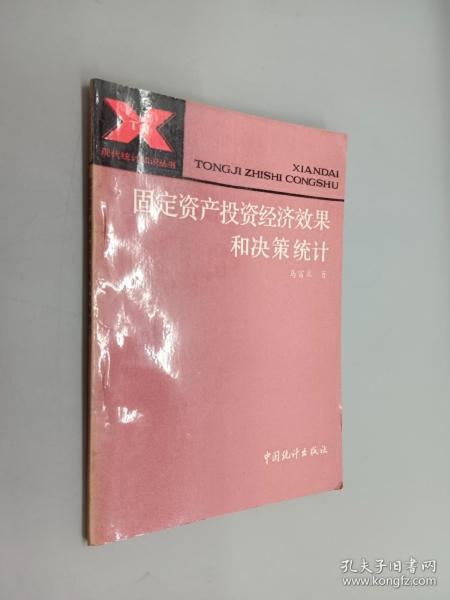 现代统计知识丛书
XIANDAI
TONGJI ZHISHI CONGSHU
固定资产投资经济效果
和决策统计
中国统计出版社
孔夫子旧书网
www.kongfz.com